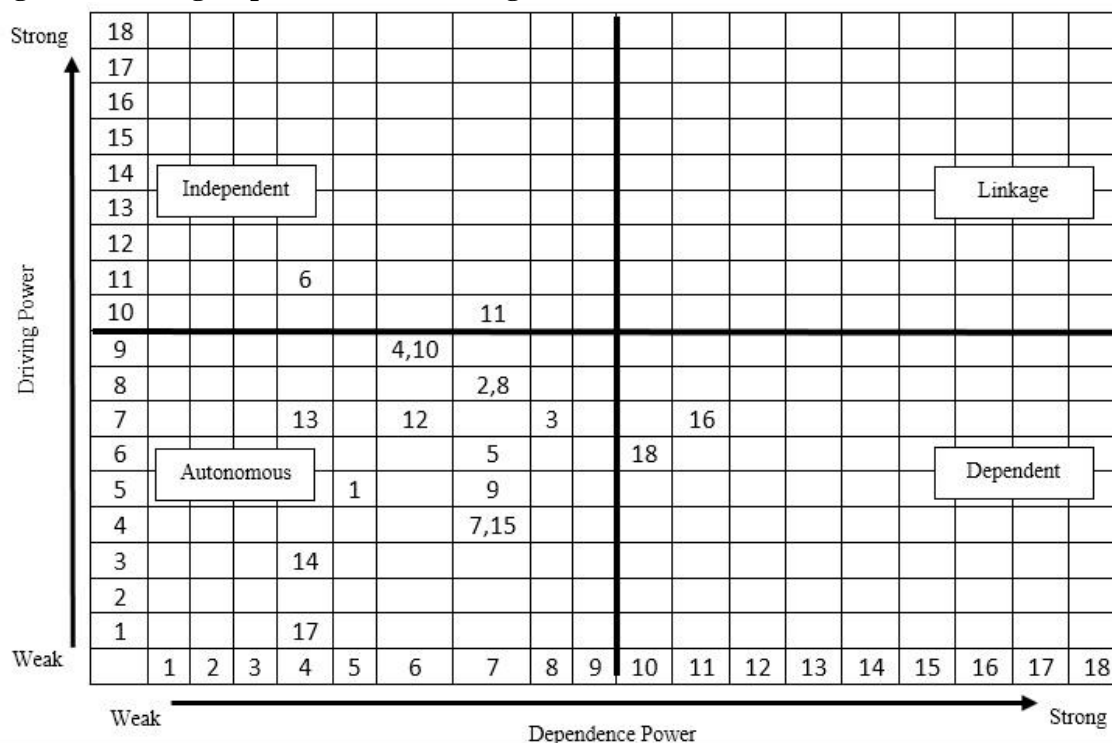 Strong
18
17
16
15
14
Independent
Linkage
13
12
11 6
10 11
9 4,10
8 2,8
7 13 12 3 16
6 5 18
Autonomous
Dependent
5 1 9
4 7,15
3 14
2
1 17
Weak
1 2 3 4 5 6 7 8 9 10 11 12 13 14 15 16 17 18
Driving Power
Weak
Strong
Dependence Power